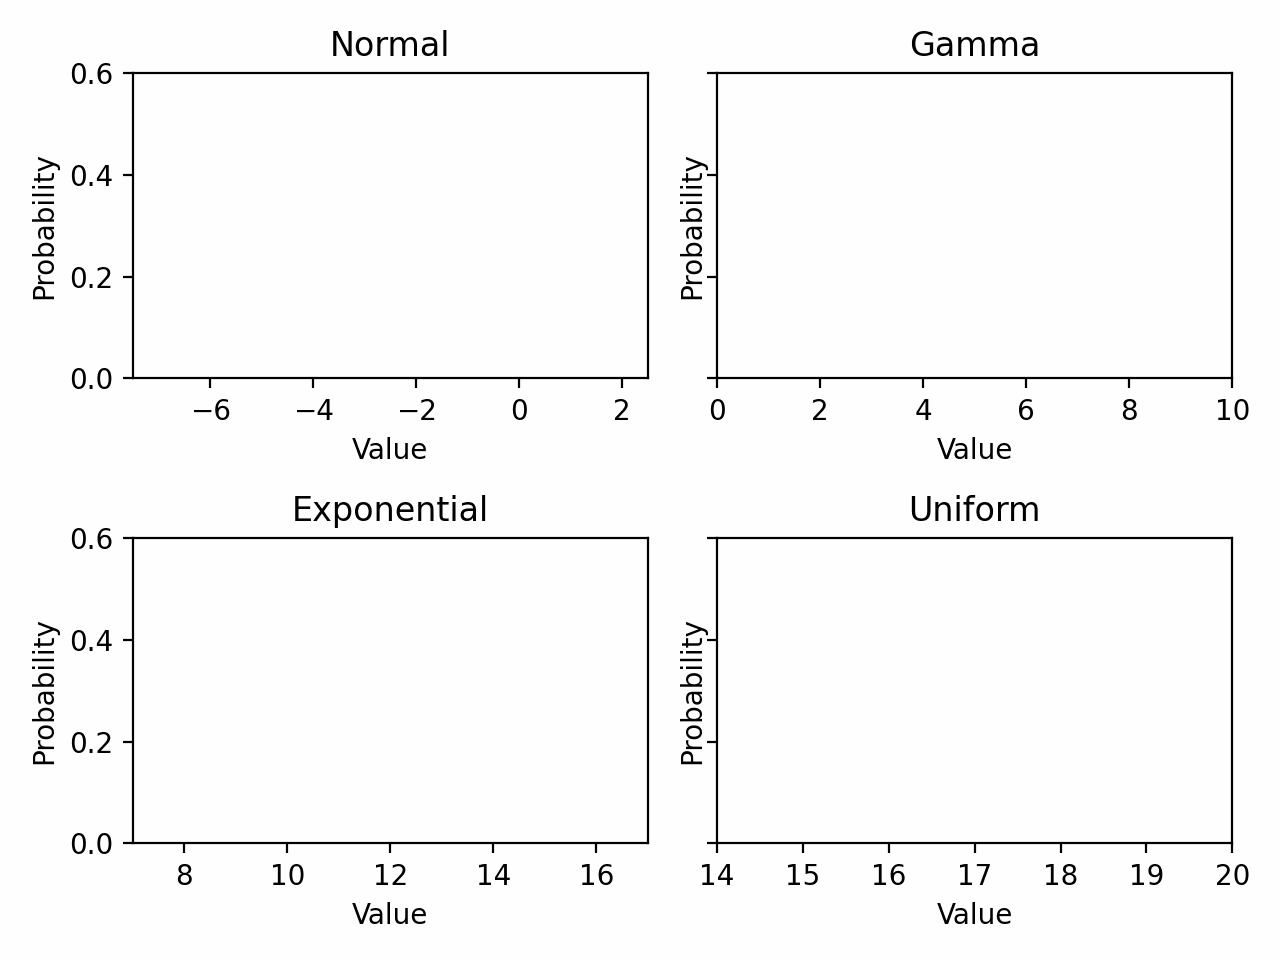 Normal
0.6
0.4
0.2
0.0
Probability
−6 −4 −2 0 2
Value
Gamma
Probability
0 2 4 6 8 10
Value
Exponential
0.6
0.4
0.2
0.0
Probability
8 10 12 14 16
Value
Uniform
Probability
14 15 16 17 18 19 20
Value